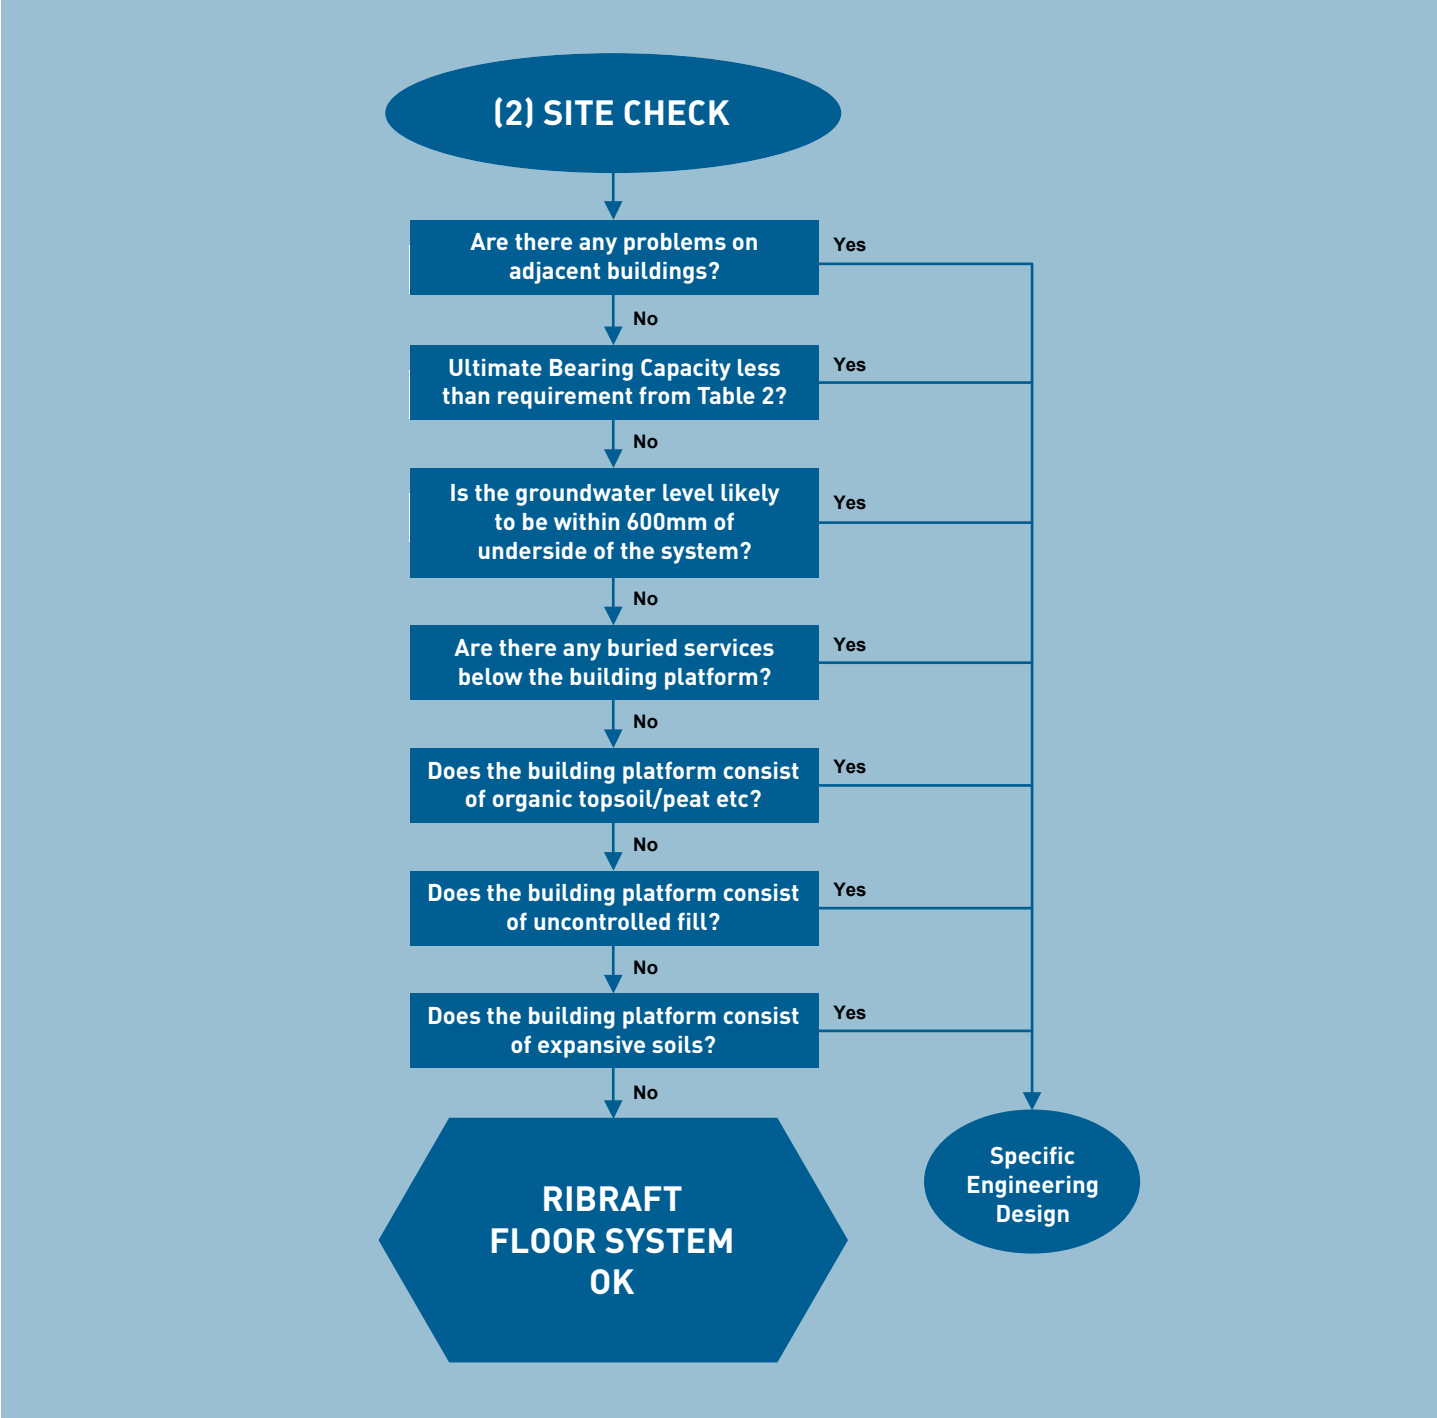 (2) SITE CHECK
Are there any problems on
adjacent buildings?
Yes
No
Ultimate Bearing Capacity less
than requirement from Table 2?
Yes
No
Is the groundwater level likely
to be within 600mm of
underside of the system?
Yes
No
Are there any buried services
below the building platform?
Yes
No
Does the building platform consist
of organic topsoil/peat etc?
Yes
No
Does the building platform consist
of uncontrolled fill?
Yes
No
Does the building platform consist
of expansive soils?
Yes
No
RIBRAFT
FLOOR SYSTEM
OK
Specific
Engineering
Design